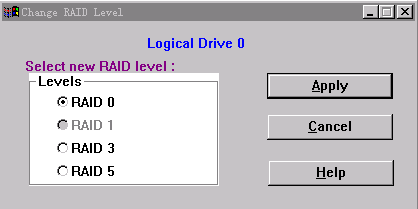 Change RAID Level
Logical Drive 0
Select new RAID level :
Levels
RAID 0
RAID 1
RAID 3
RAID 5
Apply
Cancel
Help